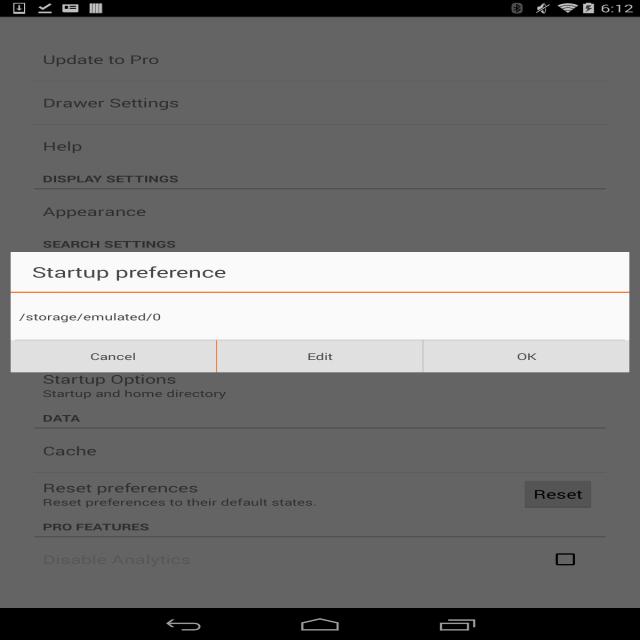 6:12
Update to Pro
Drawer Settings
Help
DISPLAY SETTINGS
Appearance
SEARCH SETTINGS
Startup preference
/storage/emulated/0
Cancel Edit OK
Startup Options
Startup and home directory
DATA
Cache
Reset preferences
Reset preferences to their default states.
Reset
PRO FEATURES
Disable Analytics